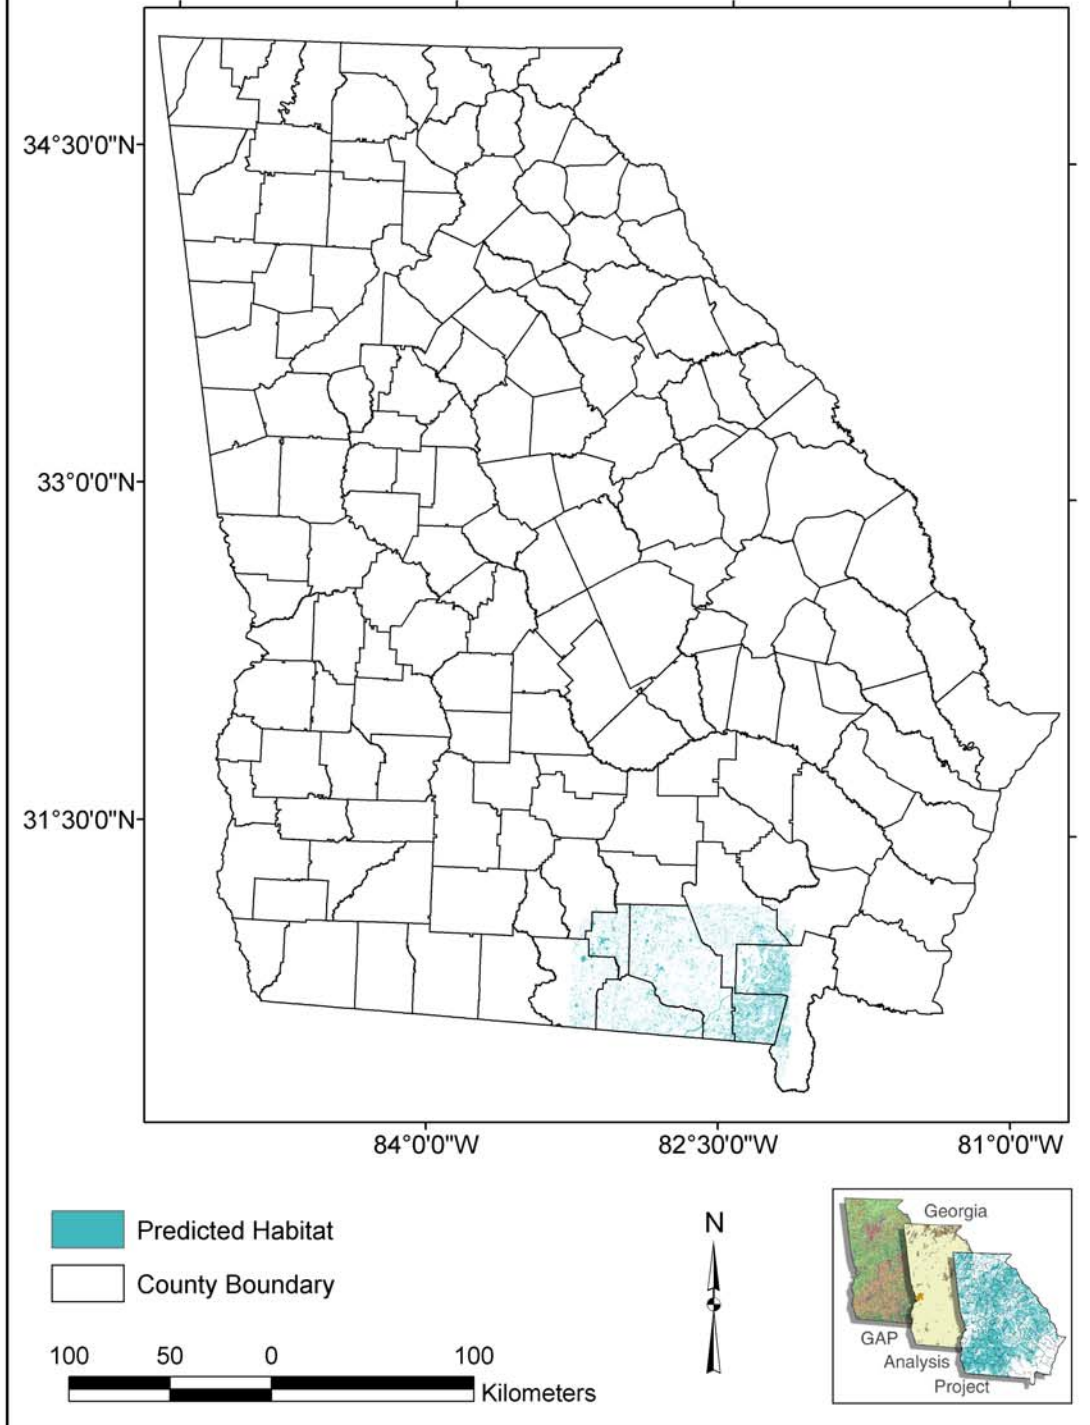 34°30'0"N
33°0'0"N
31°30'0"N
84°0'0"W 82°30'0"W 81°0'0"W
Predicted Habitat
County Boundary
100 50 0 100
Kilometers
N
Georgia
GAP
Analysis
Project